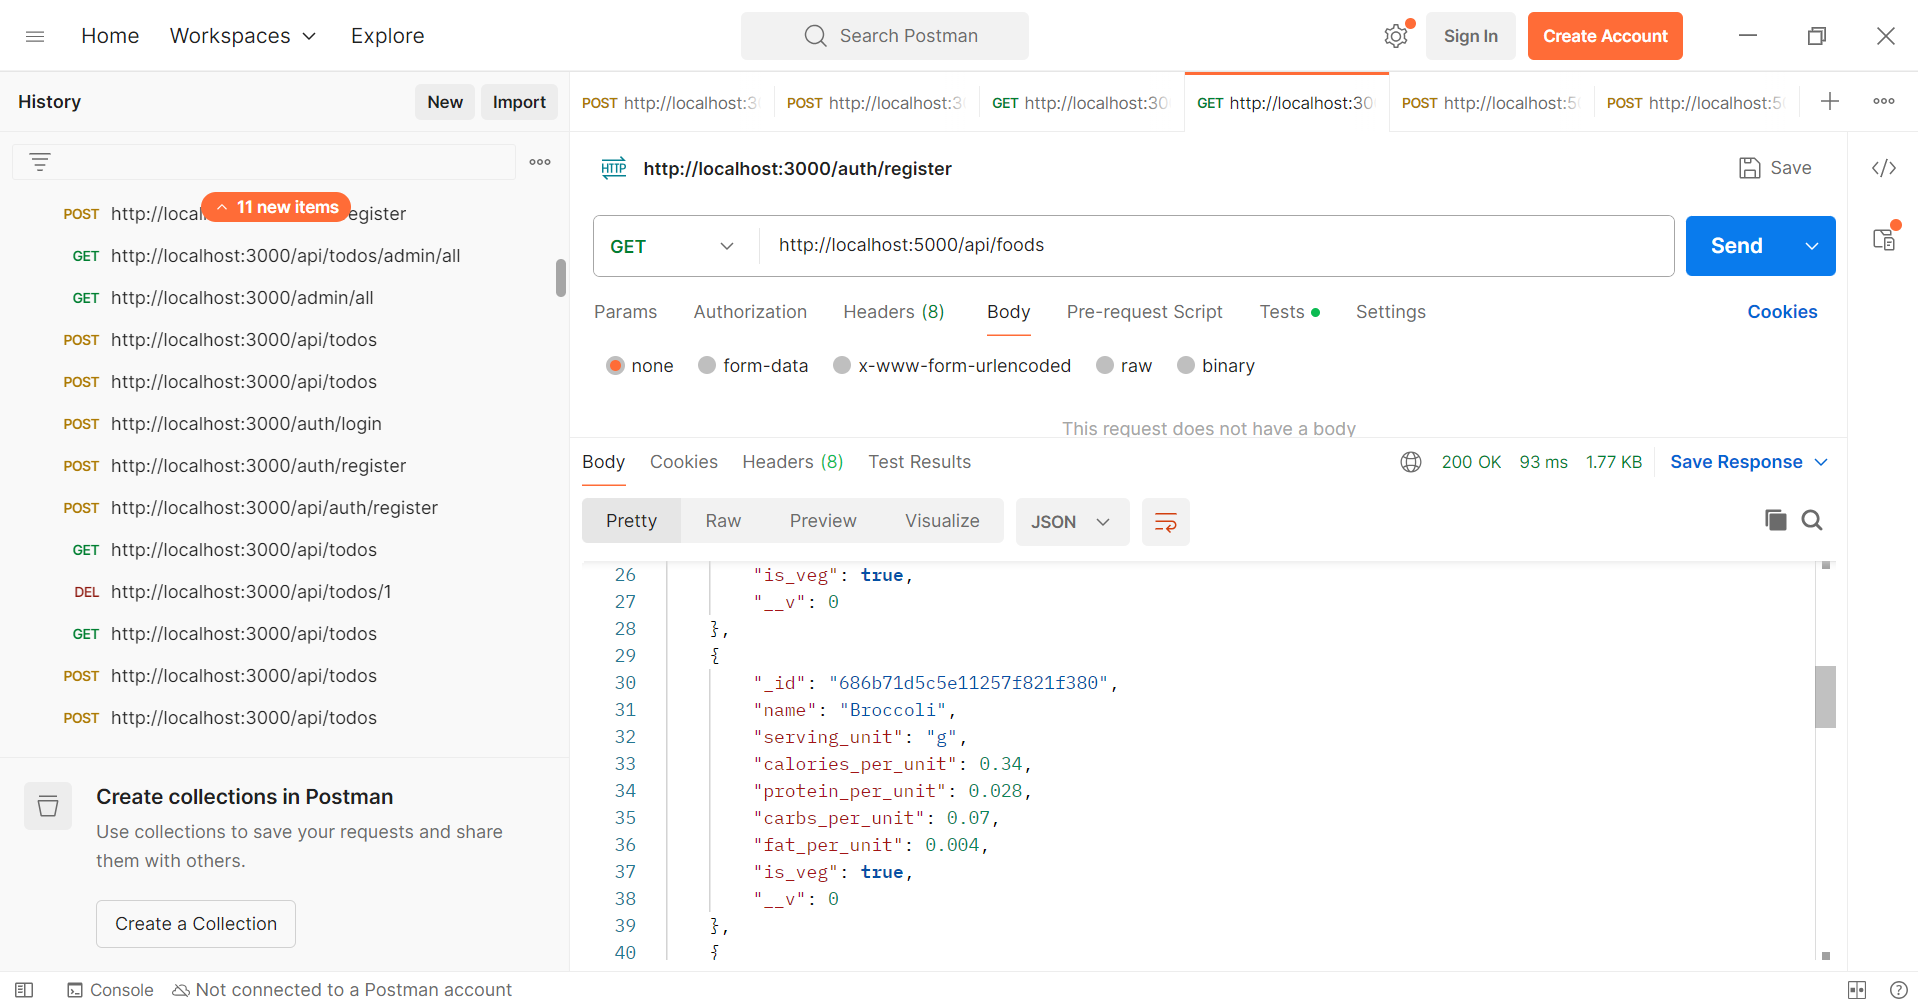 Home Workspaces Explore
Search Postman
Sign In Create Account
History New Import
POST http://localhost:3
POST http://localhost:3
GET http://localhost:30
GET http://localhost:30
POST http://localhost:5
POST http://localhost:5
11 new items
POST http://local egister
GET http://localhost:3000/api/todos/admin/all
GET http://localhost:3000/admin/all
POST http://localhost:3000/api/todos
POST http://localhost:3000/api/todos
POST http://localhost:3000/auth/login
POST http://localhost:3000/auth/register
POST http://localhost:3000/api/auth/register
GET http://localhost:3000/api/todos
DEL http://localhost:3000/api/todos/1
GET http://localhost:3000/api/todos
POST http://localhost:3000/api/todos
POST http://localhost:3000/api/todos
Create collections in Postman
Use collections to save your requests and share
them with others.
Create a Collection
HTTP http://localhost:3000/auth/register Save </>
GET http://localhost:5000/api/foods Send
Params Authorization Headers (8) Body Pre-request Script Tests Settings Cookies
none form-data x-www-form-urlencoded raw binary
This request does not have a body
Body Cookies Headers (8) Test Results 200 OK 93 ms 1.77 KB Save Response
Pretty Raw Preview Visualize JSON
26 "is_veg": true,
27 "__v": 0
28 },
29 {
30 "_id": "686b71d5c5e11257f821f380",
31 "name": "Broccoli",
32 "serving_unit": "g",
33 "calories_per_unit": 0.34,
34 "protein_per_unit": 0.028,
35 "carbs_per_unit": 0.07,
36 "fat_per_unit": 0.004,
37 "is_veg": true,
38 "__v": 0
39 },
40 {
Console Not connected to a Postman account